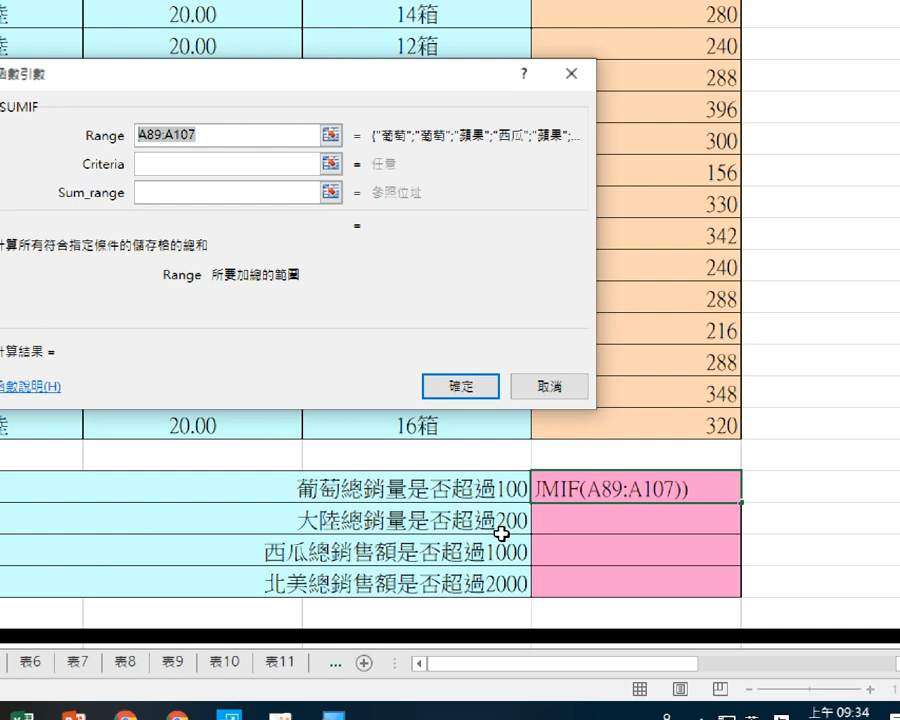 陸 20.00 14箱 280
陸 20.00 12箱 240
函數引數 ?
288
SUMIF
396
Range A89:A107 = {"葡萄";"葡萄";"蘋果";"西瓜";"蘋果";...
300
Criteria = 任意
156
Sum_range = 參照位址
330
=
342
計算所有符合指定條件的儲存格的總和
240
Range 所要加總的範圍
288
216
計算結果 =
288
函數說明(H) 確定 取消
348
陸 20.00 16箱 320
葡萄總銷量是否超過100 UMIF(A89:A107))
大陸總銷量是否超過200
西瓜總銷售額是否超過1000
北美總銷售額是否超過2000
表6 表7 表8 表9 表10 表11 ...
上午 09:34